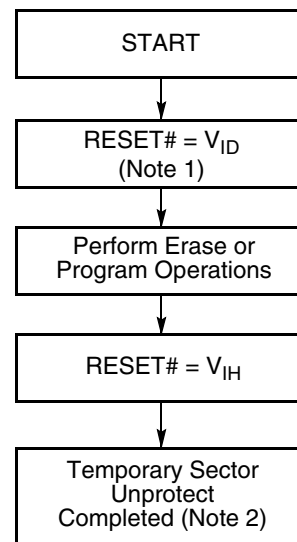 START
RESET# = VID
(Note 1)
Perform Erase or
Program Operations
RESET# = VIH
Temporary Sector
Unprotect
Completed (Note 2)